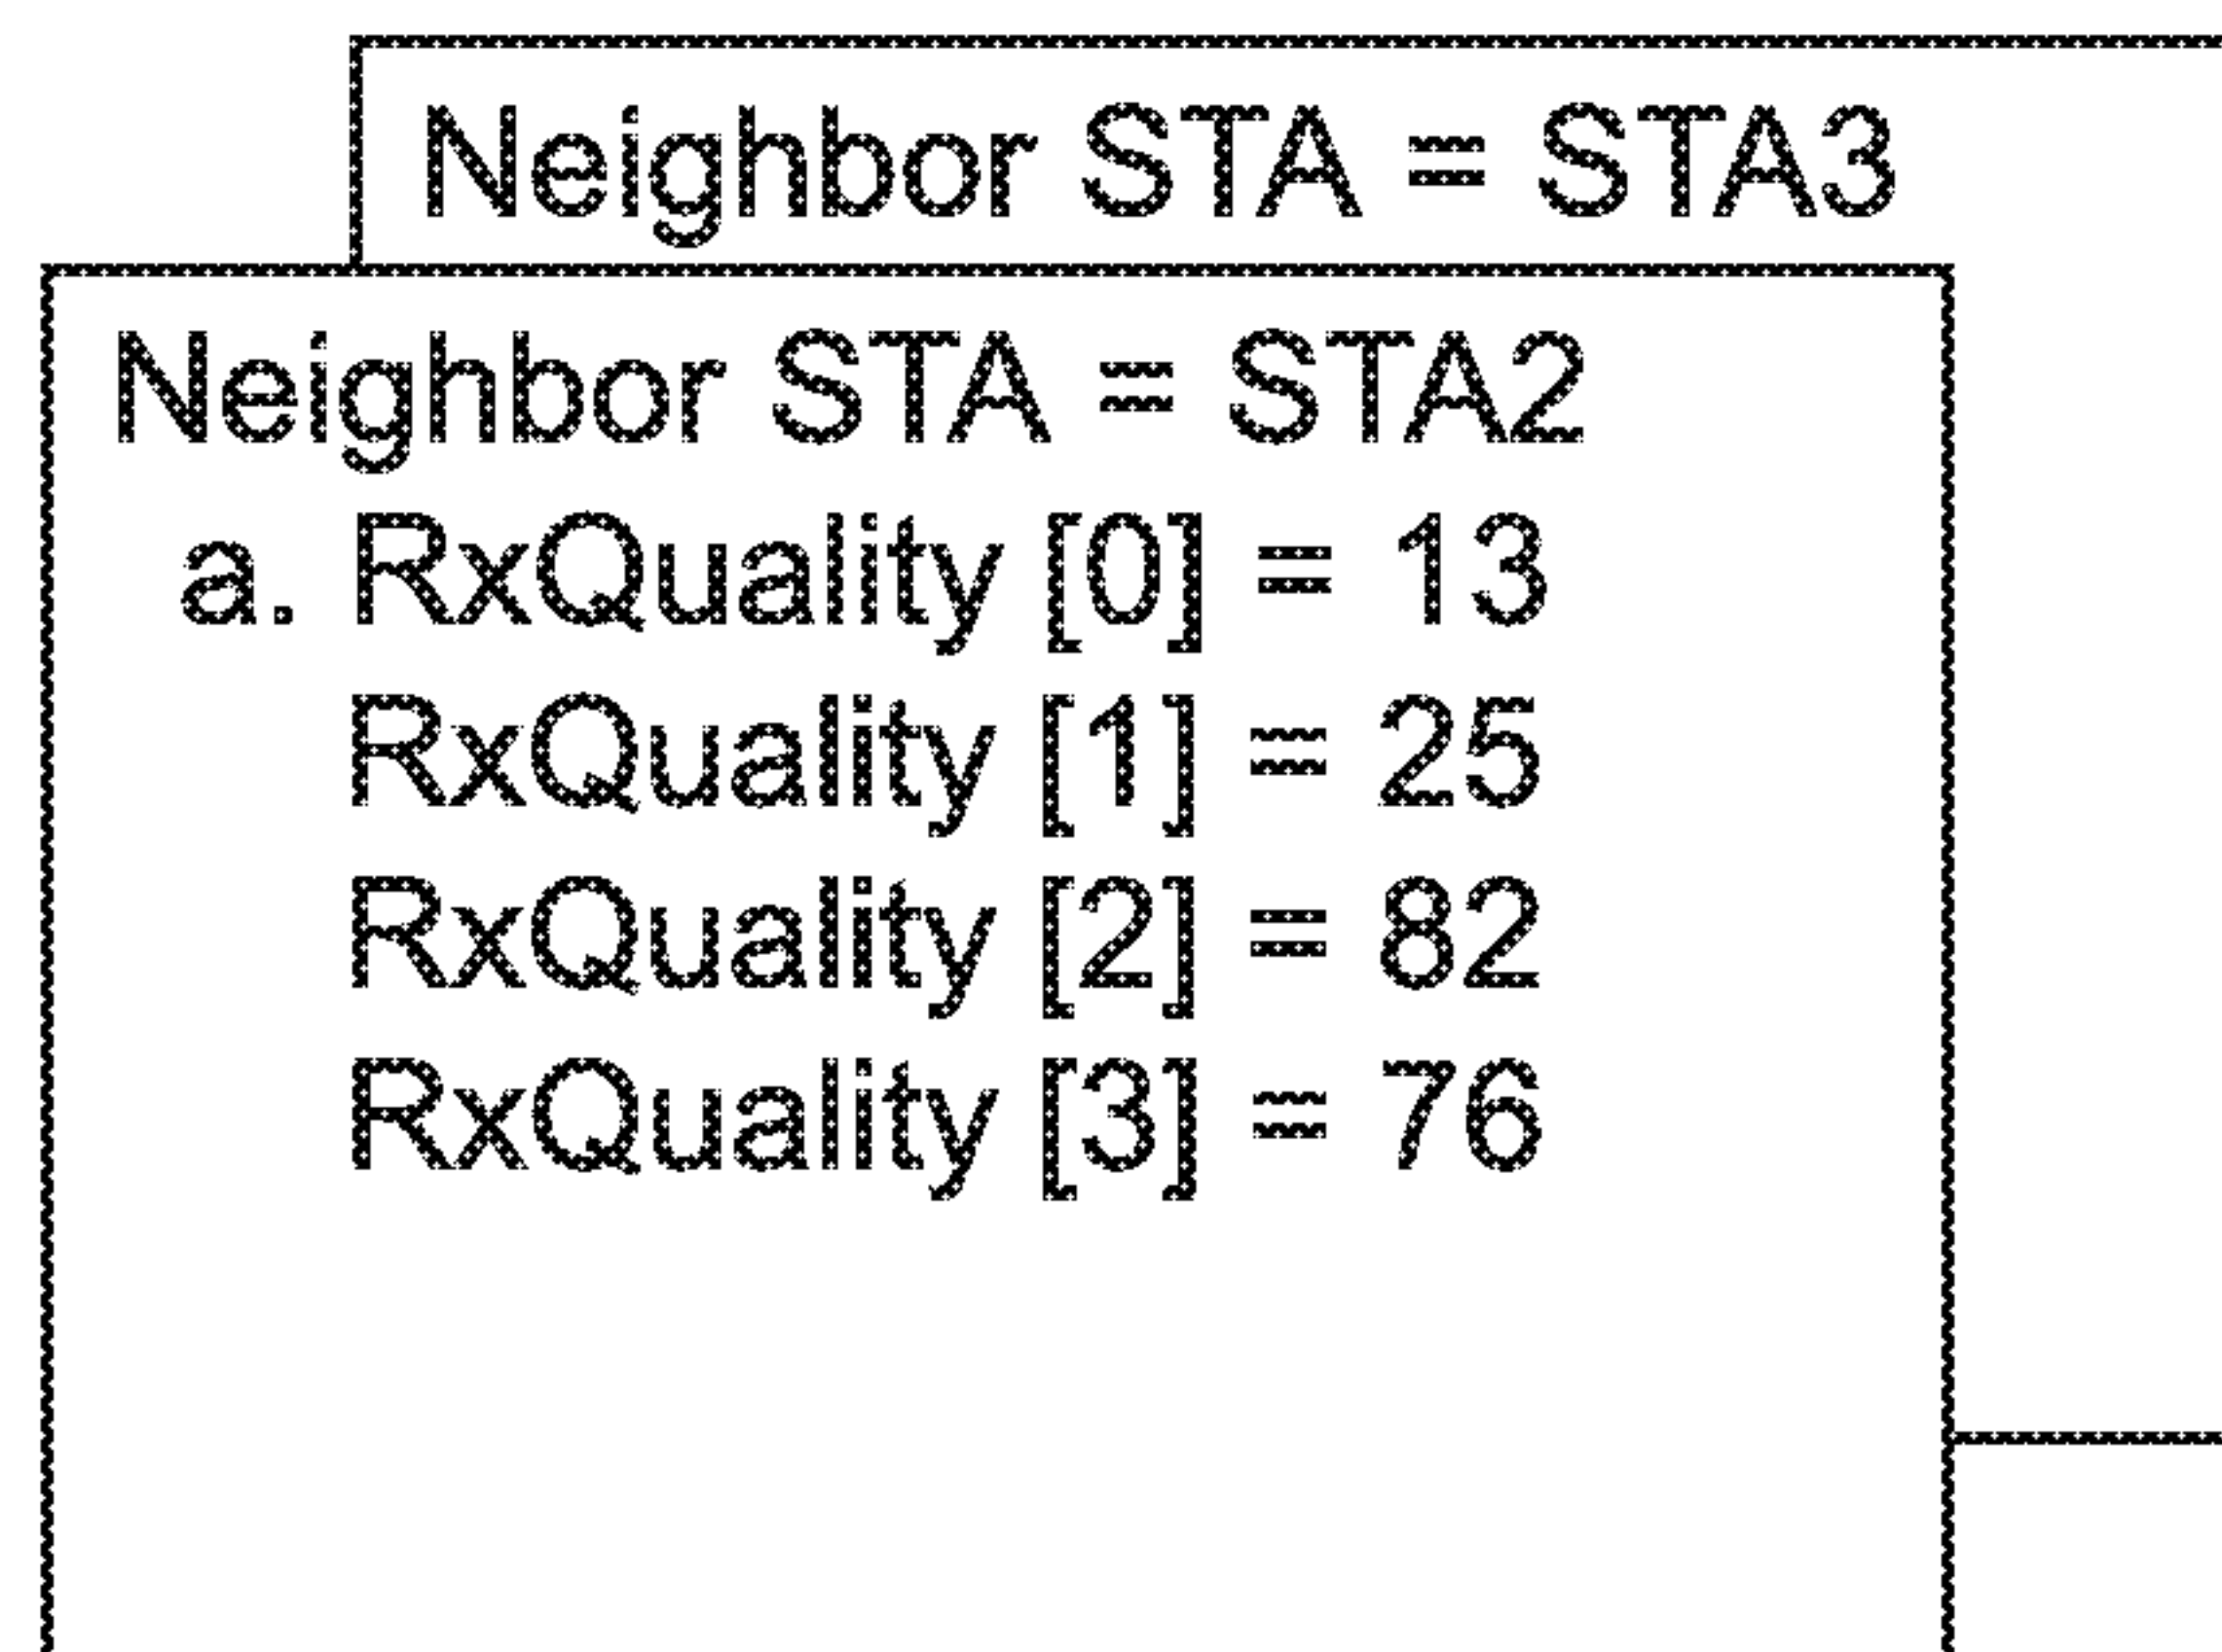 Neighbor STA = STA3
Neighbor STA = STA2
a. RxQuality [0] = 13
RxQuality [1] = 25
RxQuality [2] = 82
RxQuality [3] = 76